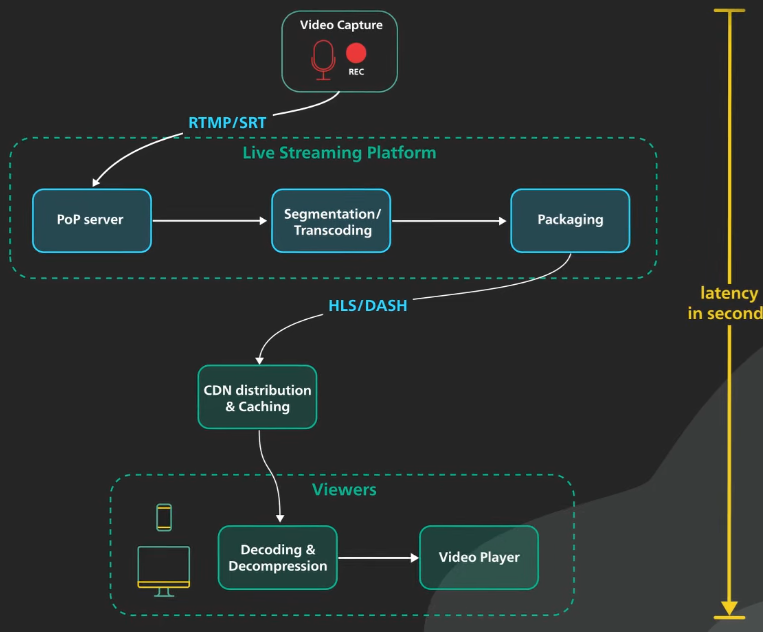 Video Capture
REC
RTMP/SRT
Live Streaming Platform
PoP server
Segmentation/
Transcoding
Packaging
latency
in second
HLS/DASH
CDN distribution
& Caching
Viewers
Decoding &
Decompression
Video Player